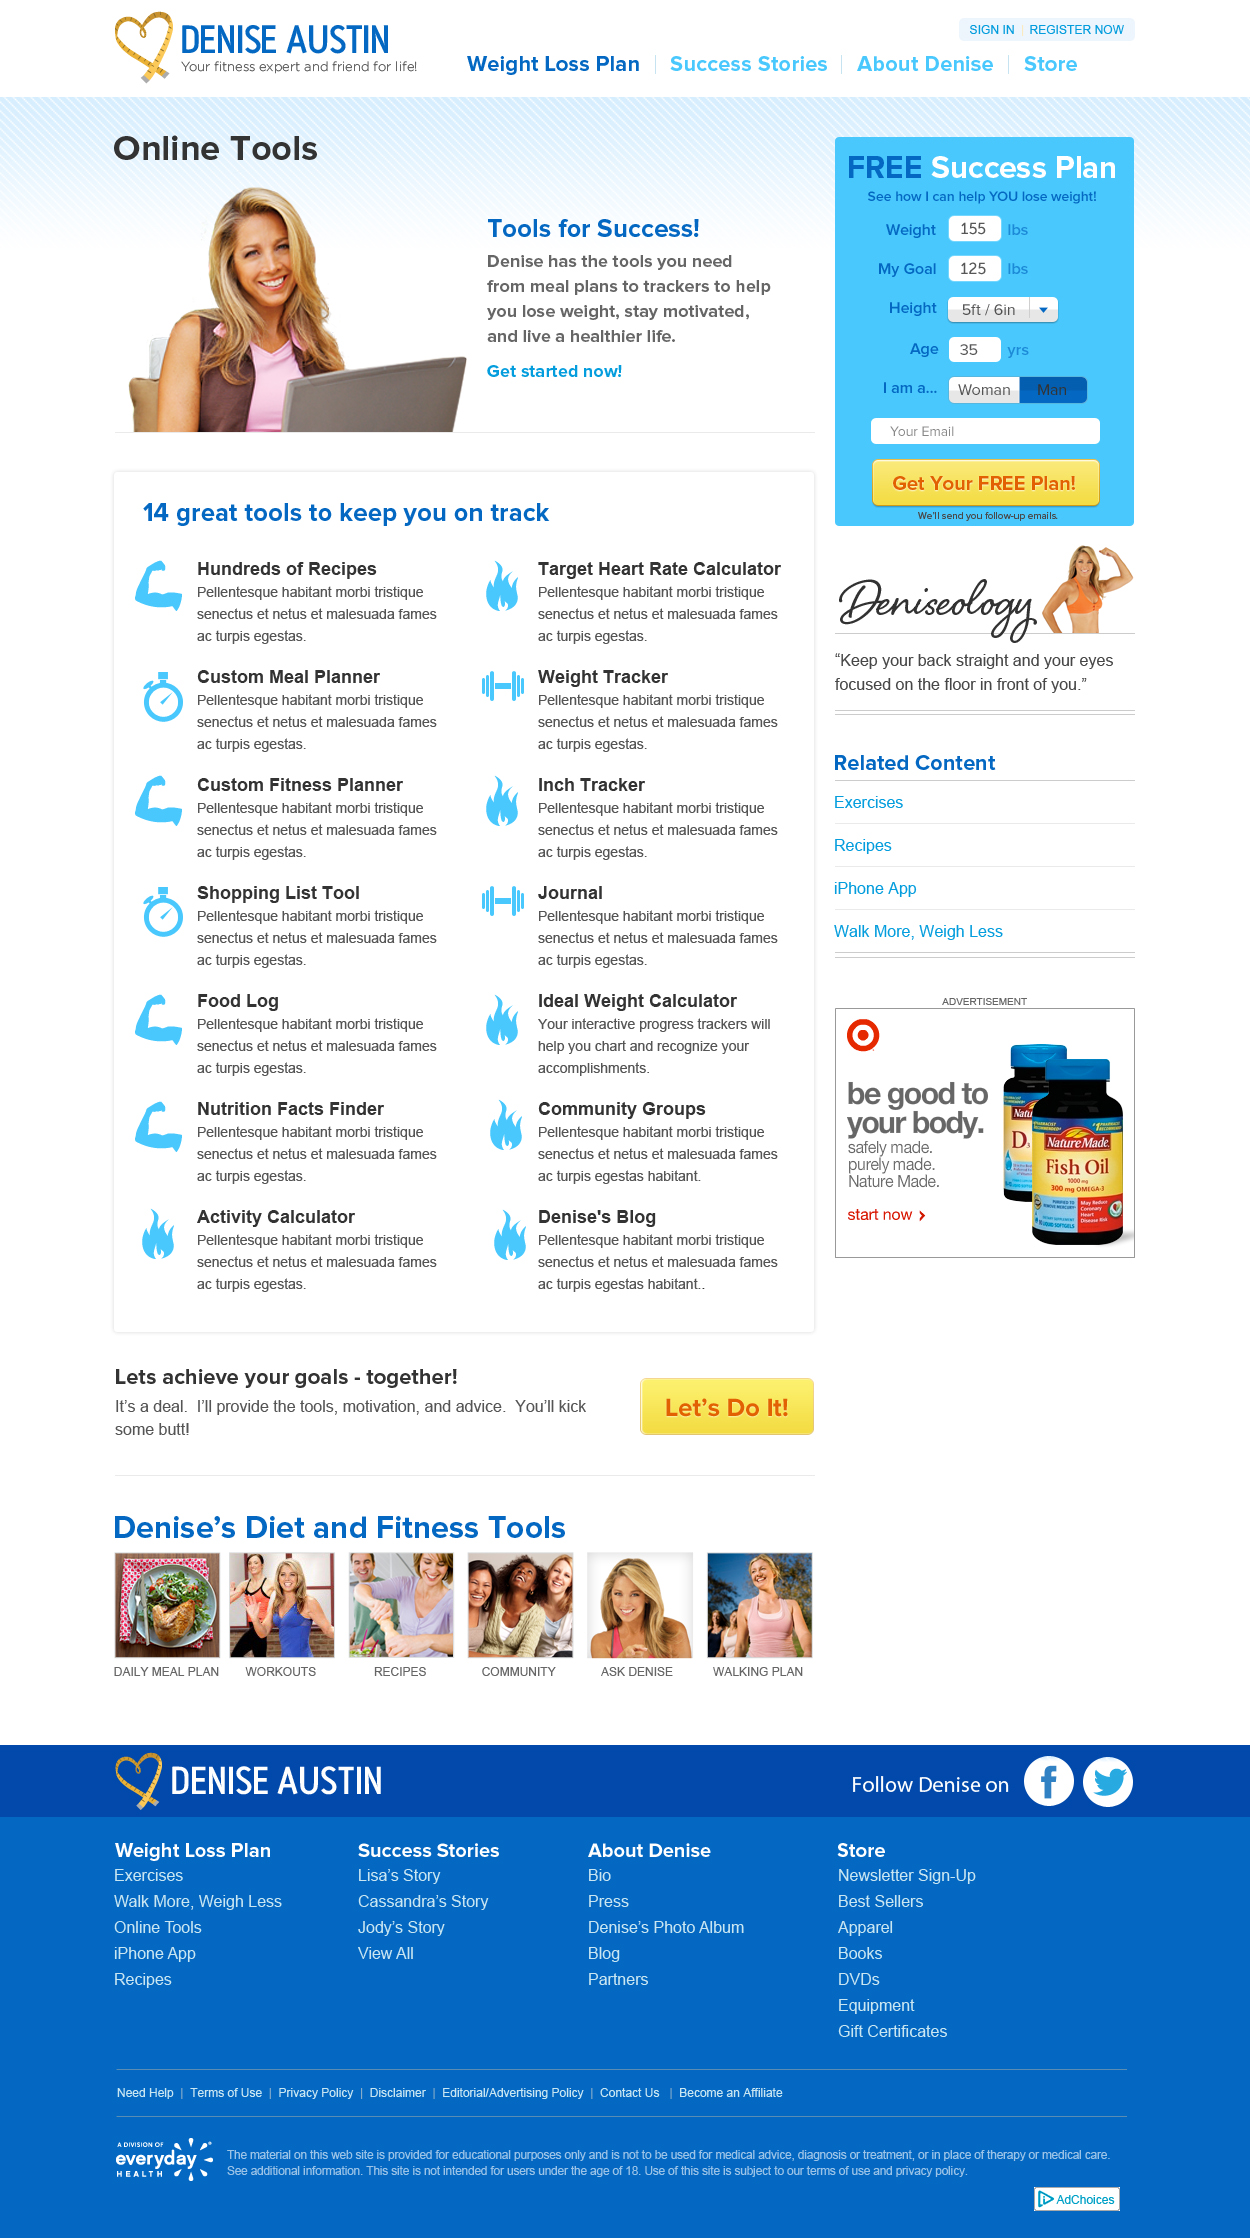 DENISE AUSTIN
Your fitness expert and friend for life!
SIGN IN | REGISTER NOW
Weight Loss Plan | Success Stories | About Denise | Store
Online Tools
Tools for Success!
Denise has the tools you need
from meal plans to trackers to help
you lose weight, stay motivated,
and live a healthier life.
Get started now!
FREE Success Plan
See how I can help YOU lose weight!
Weight 155 lbs
My Goal 125 lbs
Height 5ft / 6in
Age 35 yrs
I am a... Woman Man
Your Email
Get Your FREE Plan!
We'll send you follow-up emails.
14 great tools to keep you on track
Hundreds of Recipes
Pellentesque habitant morbi tristique
senectus et netus et malesuada fames
ac turpis egestas.
Target Heart Rate Calculator
Pellentesque habitant morbi tristique
senectus et netus et malesuada fames
ac turpis egestas.
Custom Meal Planner
Pellentesque habitant morbi tristique
senectus et netus et malesuada fames
ac turpis egestas.
Weight Tracker
Pellentesque habitant morbi tristique
senectus et netus et malesuada fames
ac turpis egestas.
Custom Fitness Planner
Pellentesque habitant morbi tristique
senectus et netus et malesuada fames
ac turpis egestas.
Inch Tracker
Pellentesque habitant morbi tristique
senectus et netus et malesuada fames
ac turpis egestas.
Shopping List Tool
Pellentesque habitant morbi tristique
senectus et netus et malesuada fames
ac turpis egestas.
Journal
Pellentesque habitant morbi tristique
senectus et netus et malesuada fames
ac turpis egestas.
Food Log
Pellentesque habitant morbi tristique
senectus et netus et malesuada fames
ac turpis egestas.
Ideal Weight Calculator
Your interactive progress trackers will
help you chart and recognize your
accomplishments.
Nutrition Facts Finder
Pellentesque habitant morbi tristique
senectus et netus et malesuada fames
ac turpis egestas.
Community Groups
Pellentesque habitant morbi tristique
senectus et netus et malesuada fames
ac turpis egestas habitant.
Activity Calculator
Pellentesque habitant morbi tristique
senectus et netus et malesuada fames
ac turpis egestas.
Denise's Blog
Pellentesque habitant morbi tristique
senectus et netus et malesuada fames
ac turpis egestas habitant..
Deniseology
“Keep your back straight and your eyes
focused on the floor in front of you.”
Related Content
Exercises
Recipes
iPhone App
Walk More, Weigh Less
ADVERTISEMENT
be good to
your body.
safely made.
purely made.
Nature Made.
start now ›
Nature Made
Fish Oil
1000 mg
300 mg OMEGA-3
May Reduce
Coronary
Heart
Disease Risk
Lets achieve your goals - together!
It’s a deal. I’ll provide the tools, motivation, and advice. You’ll kick
some butt!
Let’s Do It!
Denise’s Diet and Fitness Tools
DAILY MEAL PLAN
WORKOUTS
RECIPES
COMMUNITY
ASK DENISE
WALKING PLAN
DENISE AUSTIN
Follow Denise on
Weight Loss Plan
Exercises
Walk More, Weigh Less
Online Tools
iPhone App
Recipes
Success Stories
Lisa’s Story
Cassandra’s Story
Jody’s Story
View All
About Denise
Bio
Press
Denise’s Photo Album
Blog
Partners
Store
Newsletter Sign-Up
Best Sellers
Apparel
Books
DVDs
Equipment
Gift Certificates
Need Help | Terms of Use | Privacy Policy | Disclaimer | Editorial/Advertising Policy | Contact Us | Become an Affiliate
A DIVISION OF
everyday
HEALTH
The material on this web site is provided for educational purposes only and is not to be used for medical advice, diagnosis or treatment, or in place of therapy or medical care.
See additional information. This site is not intended for users under the age of 18. Use of this site is subject to our terms of use and privacy policy.
AdChoices